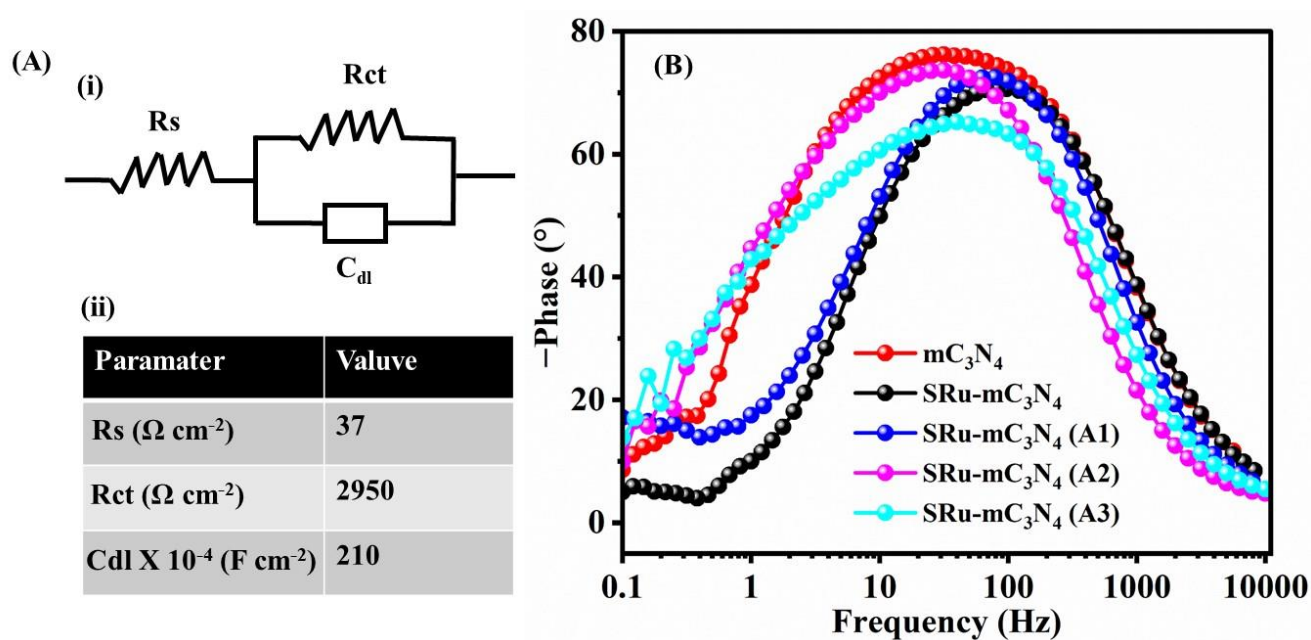 (A)
(i)
Rct
Rs
C_dl
(ii)
Paramater Valuve
Rs (Ω cm⁻²) 37
Rct (Ω cm⁻²) 2950
Cdl X 10⁻⁴ (F cm⁻²) 210
(B)
−Phase (°)
80
60
40
20
0
mC₃N₄
SRu-mC₃N₄
SRu-mC₃N₄ (A1)
SRu-mC₃N₄ (A2)
SRu-mC₃N₄ (A3)
0.1 1 10 100 1000 10000
Frequency (Hz)